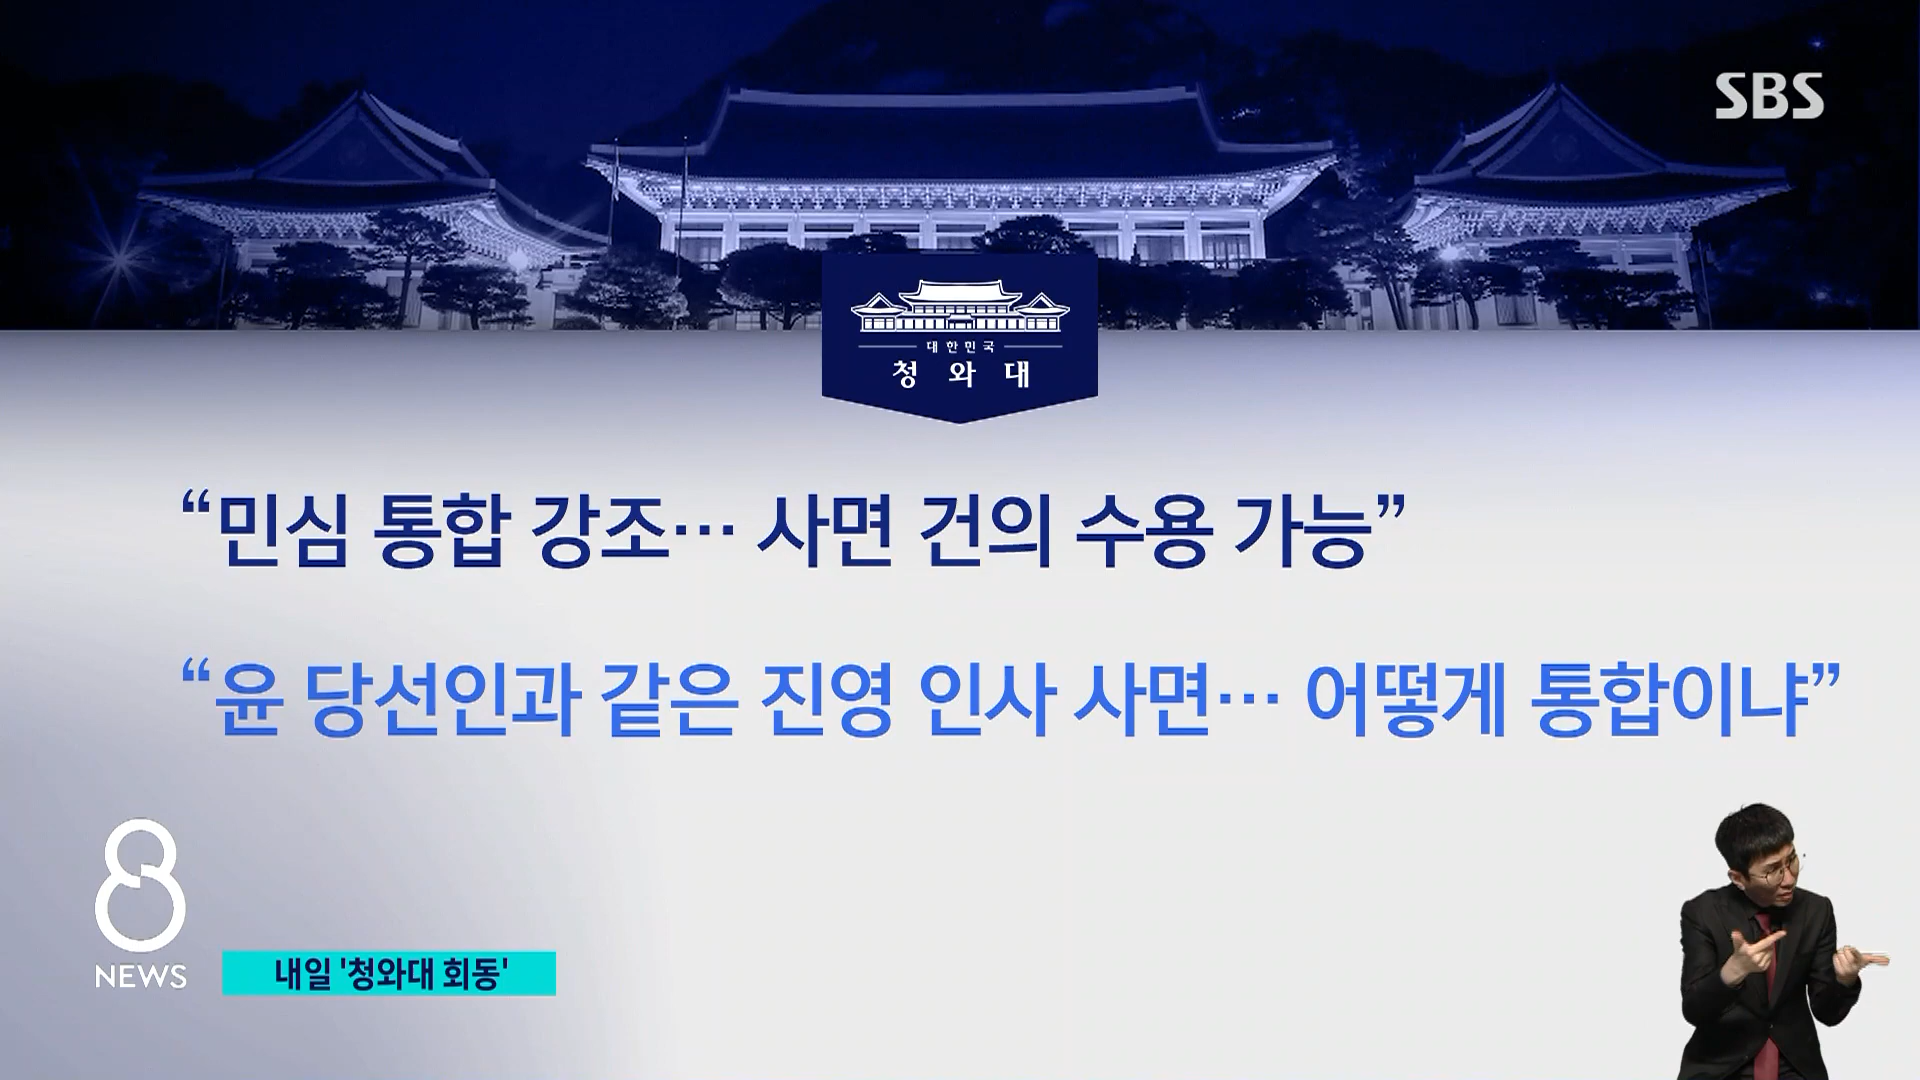 SBS
대한민국
청와대
“민심 통합 강조… 사면 건의 수용 가능”
“윤 당선인과 같은 진영 인사 사면… 어떻게 통합이냐”
8
NEWS
내일 '청와대 회동'